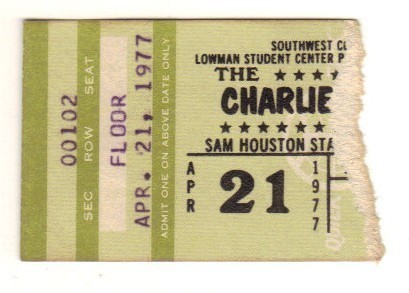 00102
SEC ROW SEAT
FLOOR
APR. 21, 1977
ADMIT ONE ON ABOVE DATE ONLY
SOUTHWEST C
LOWMAN STUDENT CENTER P
THE ★★★★
CHARLIE
★★★★★
SAM HOUSTON STA
APR 21 1977